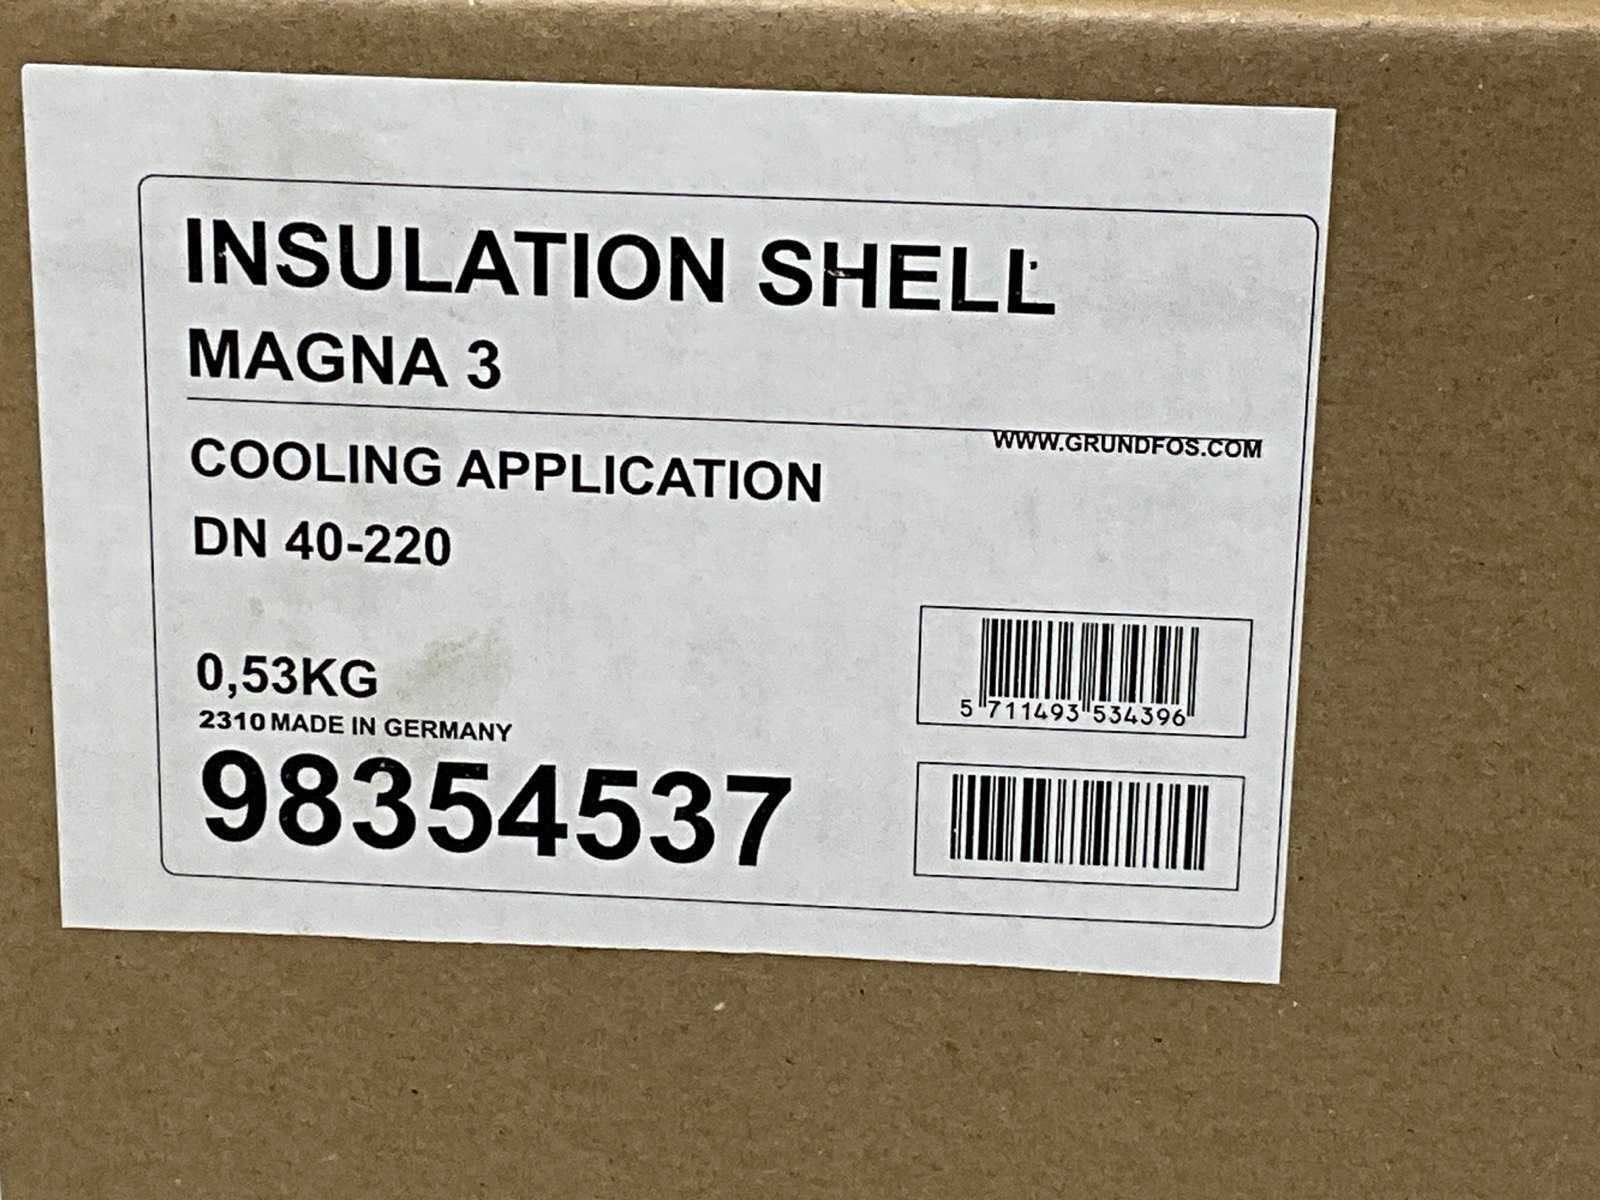 INSULATION SHELL
MAGNA 3
WWW.GRUNDFOS.COM
COOLING APPLICATION
DN 40-220
0,53KG
2310 MADE IN GERMANY
98354537
5 711493 534396